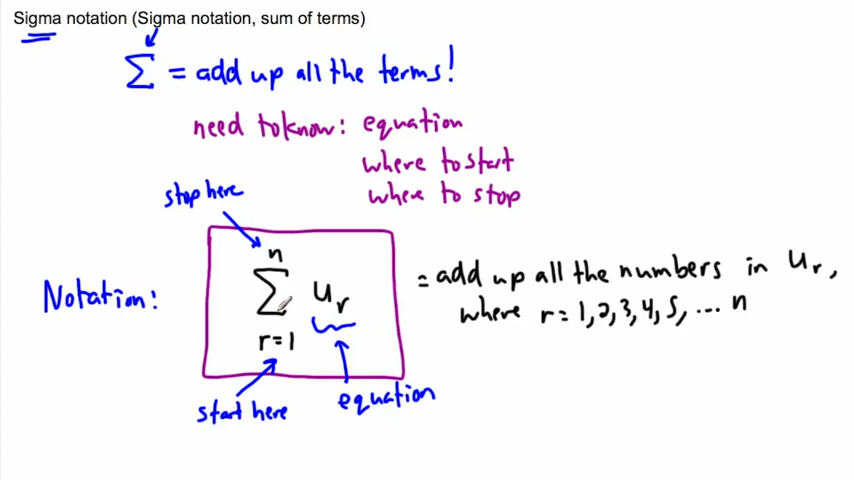 Sigma notation (Sigma notation, sum of terms)
Σ = add up all the terms!
need to know: equation
where to start
where to stop
stop here
n
Notation: Σ uᵣ = add up all the numbers in uᵣ,
where r = 1, 2, 3, 4, 5, ... n
r = 1
start here
equation